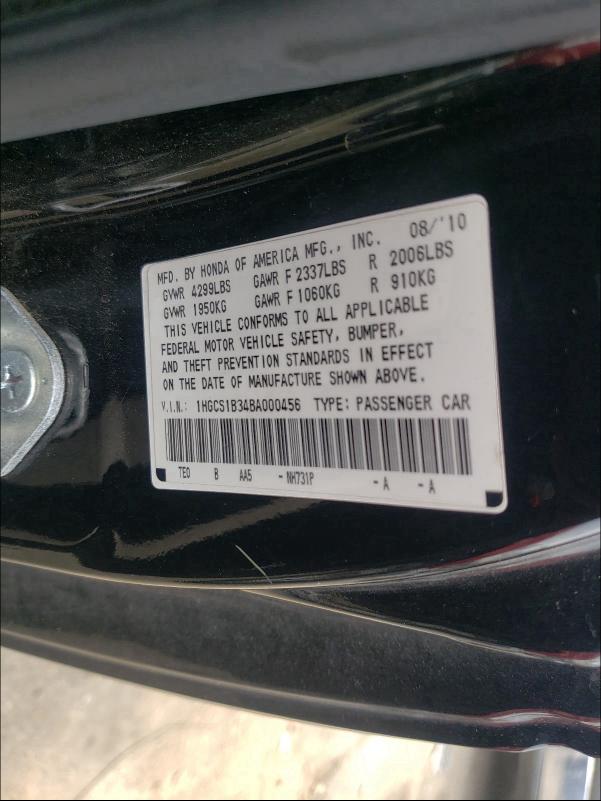 MFD. BY HONDA OF AMERICA MFG., INC. 08/'10
GVWR 4299LBS GAWR F 2337LBS R 2006LBS
GVWR 1950KG GAWR F 1060KG R 910KG
THIS VEHICLE CONFORMS TO ALL APPLICABLE
FEDERAL MOTOR VEHICLE SAFETY, BUMPER,
AND THEFT PREVENTION STANDARDS IN EFFECT
ON THE DATE OF MANUFACTURE SHOWN ABOVE.
V.I.N.: 1HGCS1B34BA000456 TYPE: PASSENGER CAR
TE0 B AA5 - NH731P - A - A